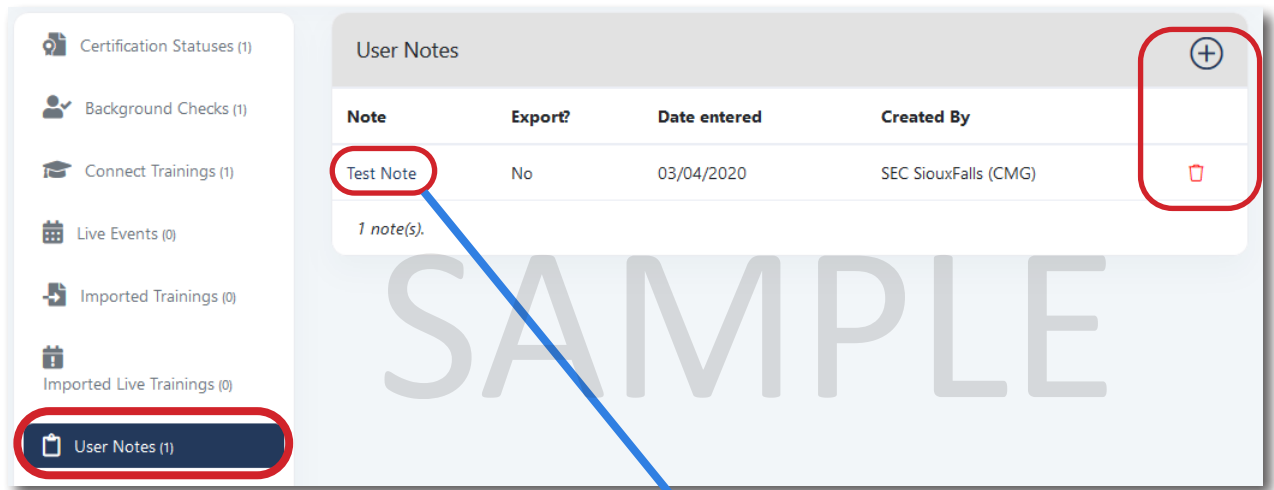 Certification Statuses (1)
Background Checks (1)
Connect Trainings (1)
Live Events (0)
Imported Trainings (0)
Imported Live Trainings (0)
User Notes (1)
User Notes
Note Export? Date entered Created By
Test Note No 03/04/2020 SEC SiouxFalls (CMG)
1 note(s).
SAMPLE